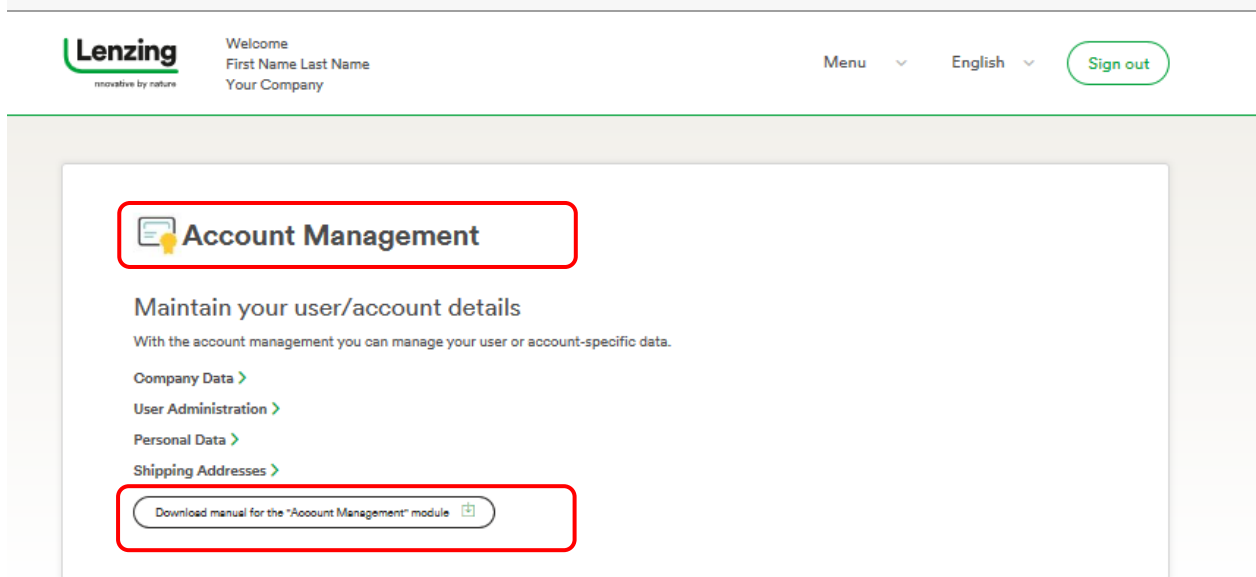 Lenzing
Innovative by nature
Welcome
First Name Last Name
Your Company
Menu
English
Sign out
Account Management
Maintain your user/account details
With the account management you can manage your user or account-specific data.
Company Data
User Administration
Personal Data
Shipping Addresses
Download manual for the "Account Management" module